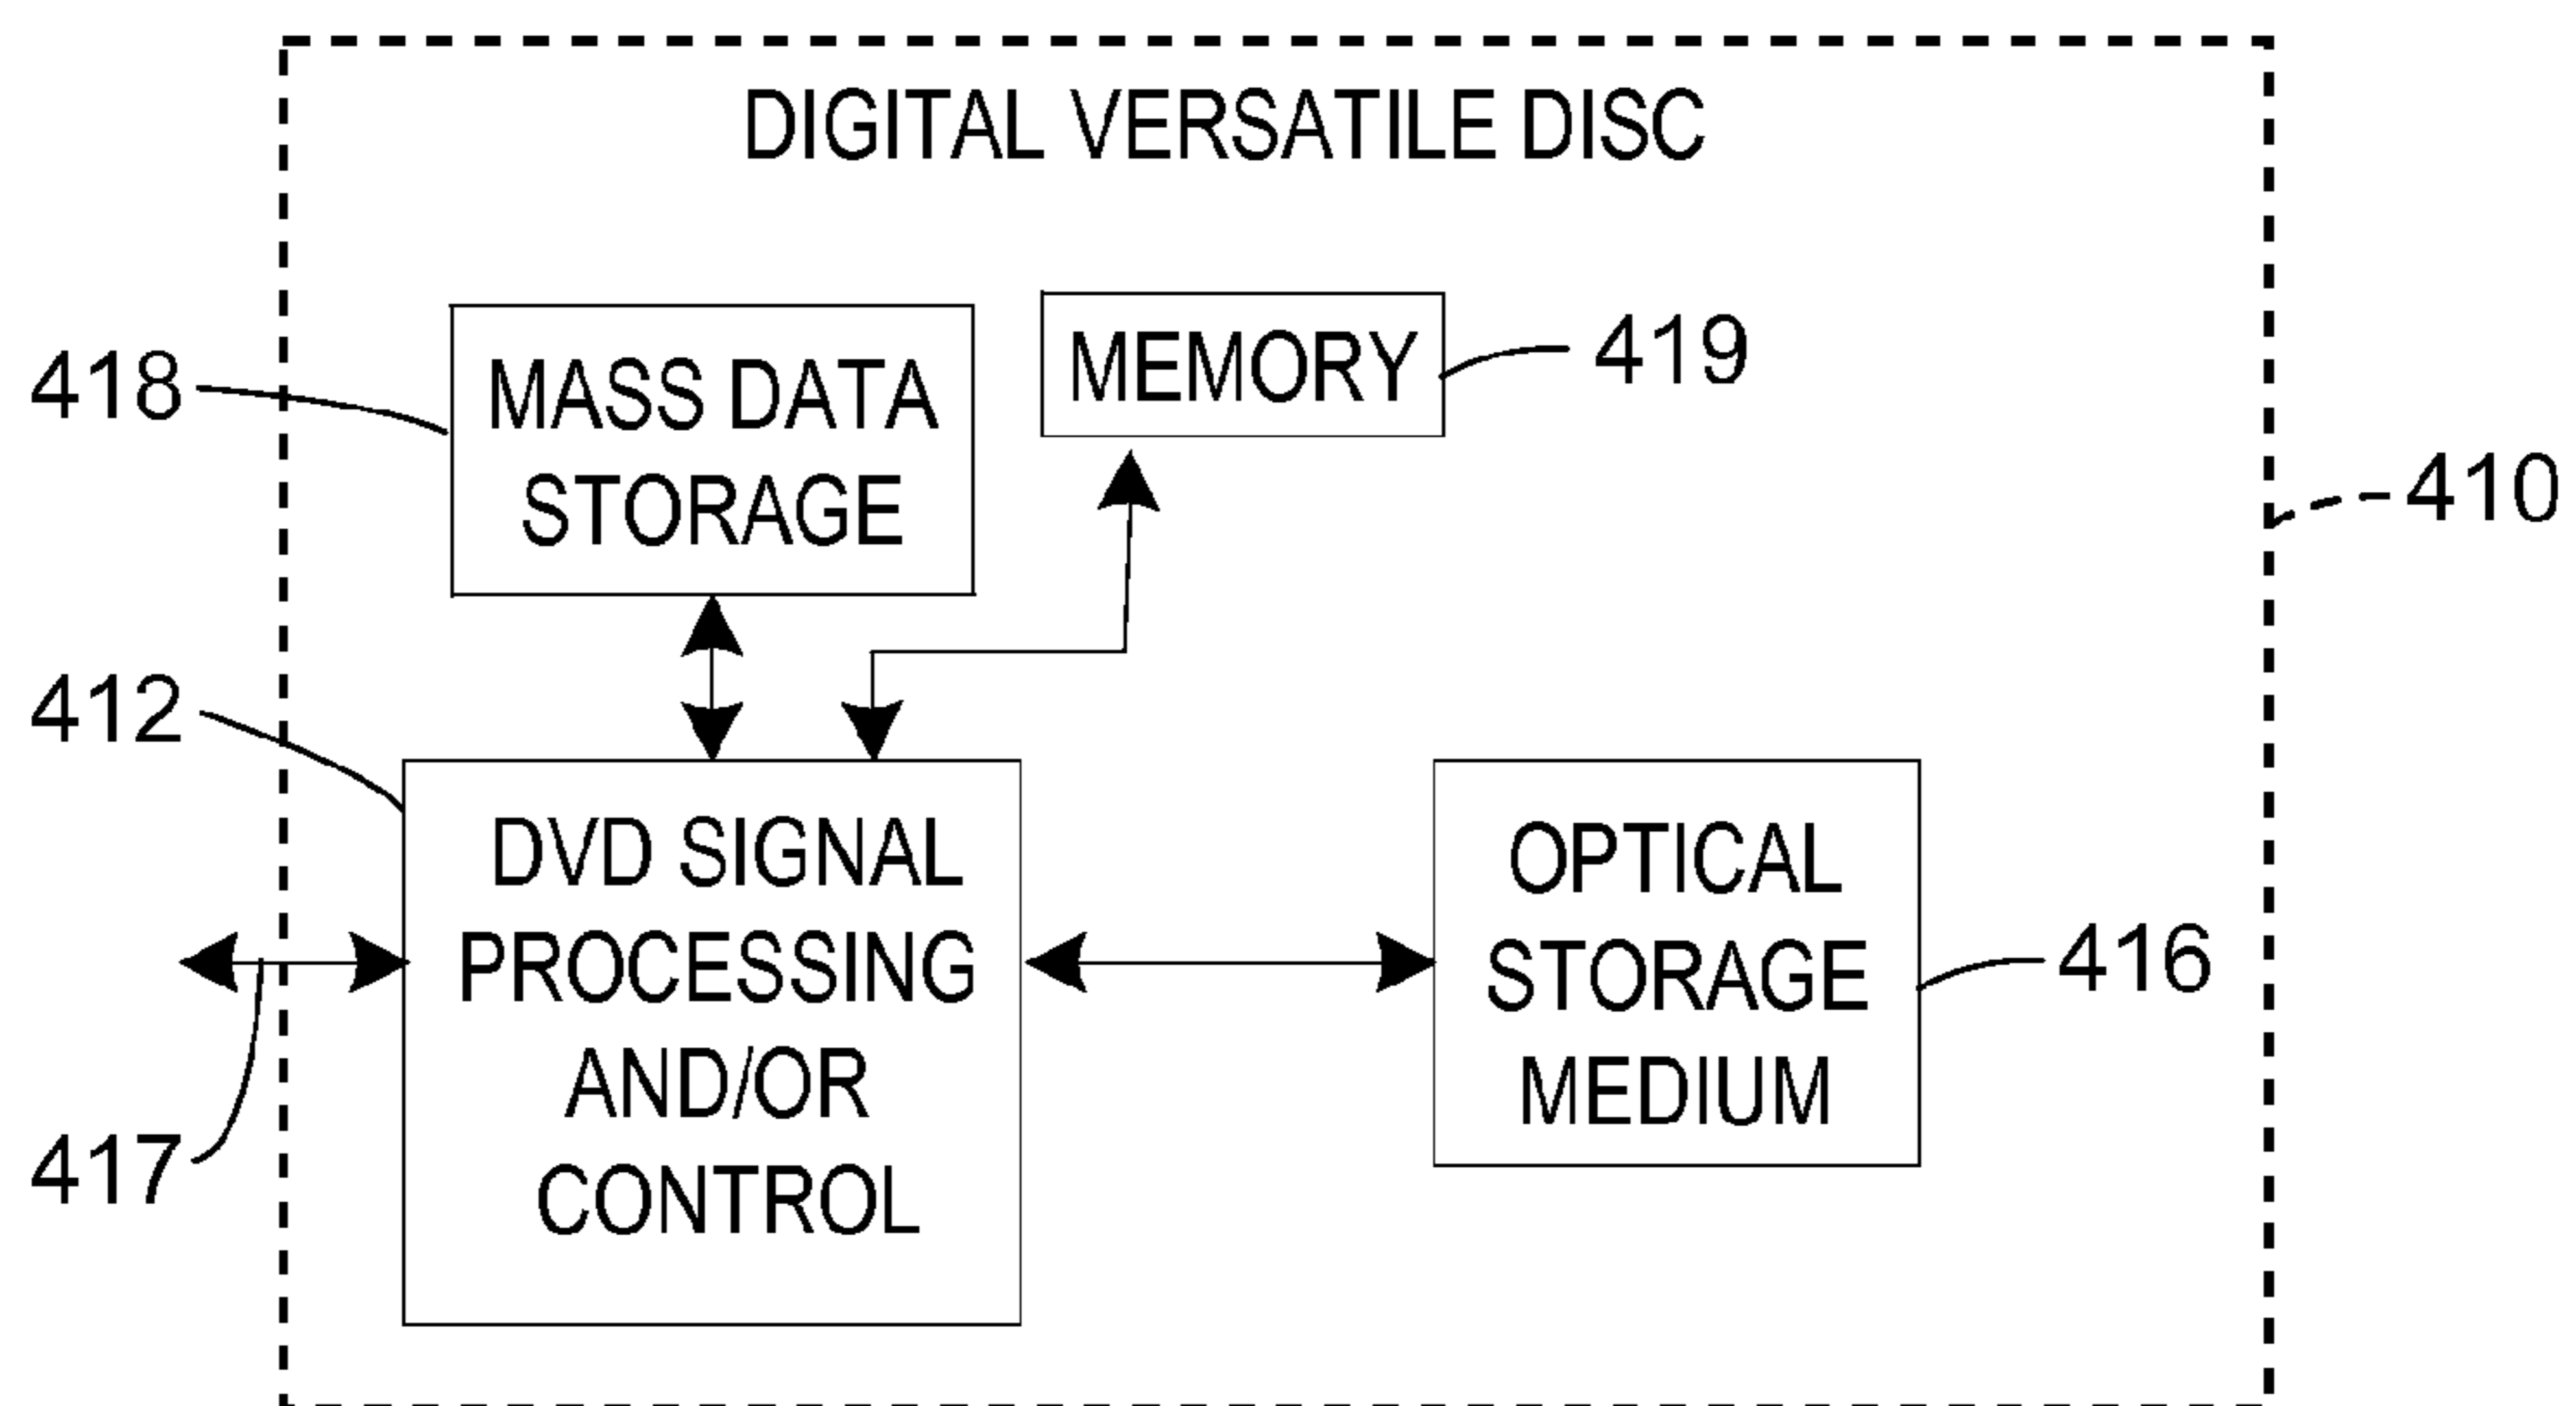 DIGITAL VERSATILE DISC
418
MASS DATA
STORAGE
MEMORY
419
410
412
DVD SIGNAL
PROCESSING
AND/OR
CONTROL
OPTICAL
STORAGE
MEDIUM
416
417